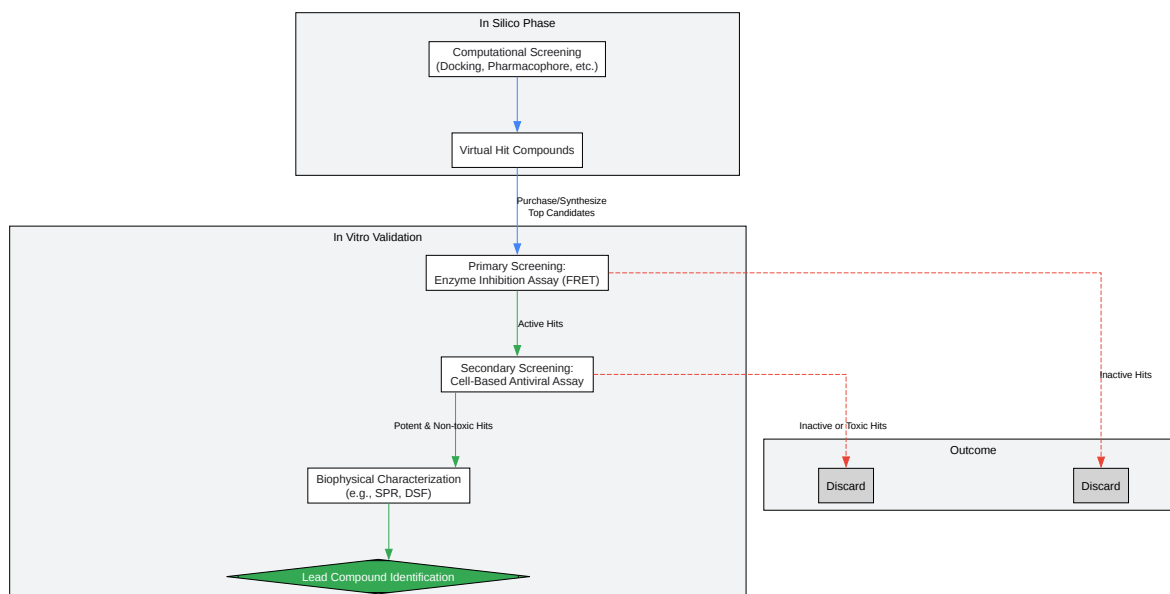 In Silico Phase
Computational Screening
(Docking, Pharmacophore, etc.)
Virtual Hit Compounds
Purchase/Synthesize
Top Candidates
In Vitro Validation
Primary Screening:
Enzyme Inhibition Assay (FRET)
Active Hits
Secondary Screening:
Cell-Based Antiviral Assay
Inactive Hits
Potent & Non-toxic Hits
Inactive or Toxic Hits
Outcome
Biophysical Characterization
(e.g., SPR, DSF)
Discard
Discard
Lead Compound Identification